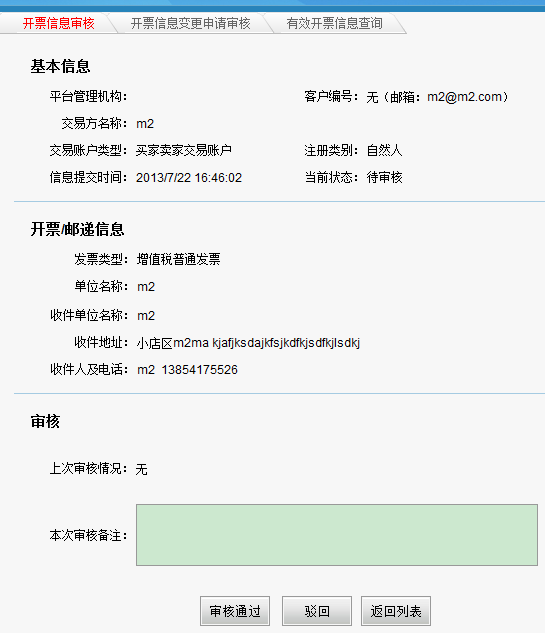 开票信息审核 开票信息变更申请审核 有效开票信息查询
基本信息
平台管理机构： 客户编号：无（邮箱：m2@m2.com）
交易方名称：m2
交易账户类型：买家卖家交易账户 注册类别：自然人
信息提交时间：2013/7/22 16:46:02 当前状态：待审核
开票/邮递信息
发票类型：增值税普通发票
单位名称：m2
收件单位名称：m2
收件地址：小店区m2ma kjafjksdajkfsjkdfkjsdfkjlsdkj
收件人及电话：m2 13854175526
审核
上次审核情况：无
本次审核备注：
审核通过 驳回 返回列表